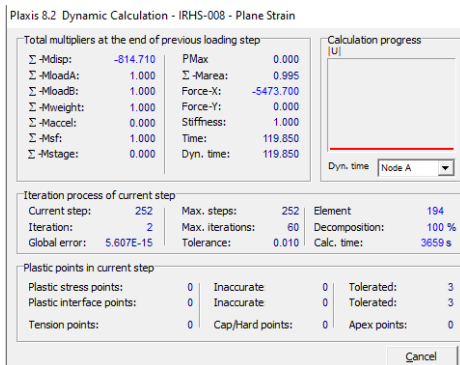 Plaxis 8.2 Dynamic Calculation - IRHS-008 - Plane Strain
Total multipliers at the end of previous loading step
Σ -Mdisp: -814.710 PMax 0.000
Σ -MloadA: 1.000 Σ -Marea: 0.995
Σ -MloadB: 1.000 Force-X: -5473.700
Σ -Mweight: 1.000 Force-Y: 0.000
Σ -Maccel: 0.000 Stiffness: 1.000
Σ -Msf: 1.000 Time: 119.850
Σ -Mstage: 0.000 Dyn. time: 119.850
Calculation progress
|U|
Dyn. time Node A
Iteration process of current step
Current step: 252 Max. steps: 252 Element 194
Iteration: 2 Max. iterations: 60 Decomposition: 100 %
Global error: 5.607E-15 Tolerance: 0.010 Calc. time: 3659 s
Plastic points in current step
Plastic stress points: 0 Inaccurate 0 Tolerated: 3
Plastic interface points: 0 Inaccurate 0 Tolerated: 3
Tension points: 0 Cap/Hard points: 0 Apex points: 0
Cancel